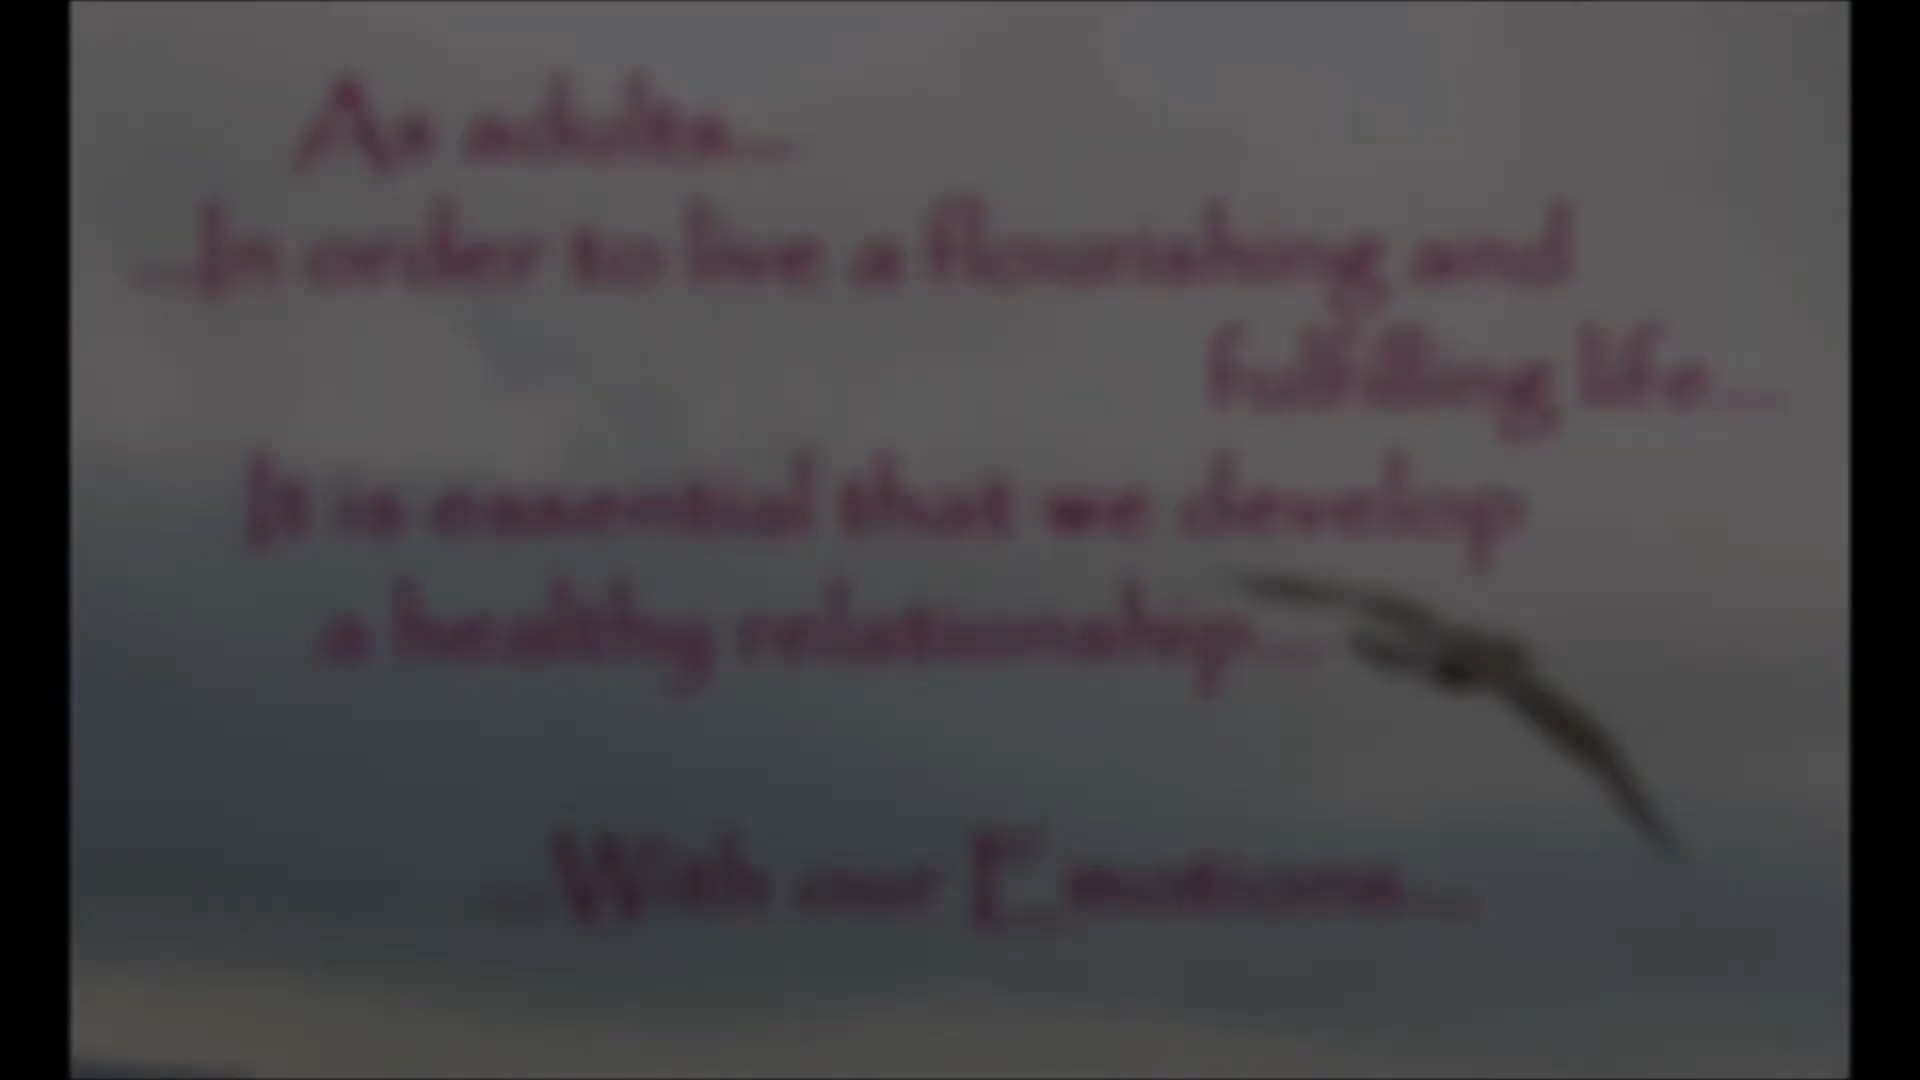 As adults...
...In order to live a flourishing and
fulfilling life...
It is essential that we develop
a healthy relationship...
...With our Emotions...